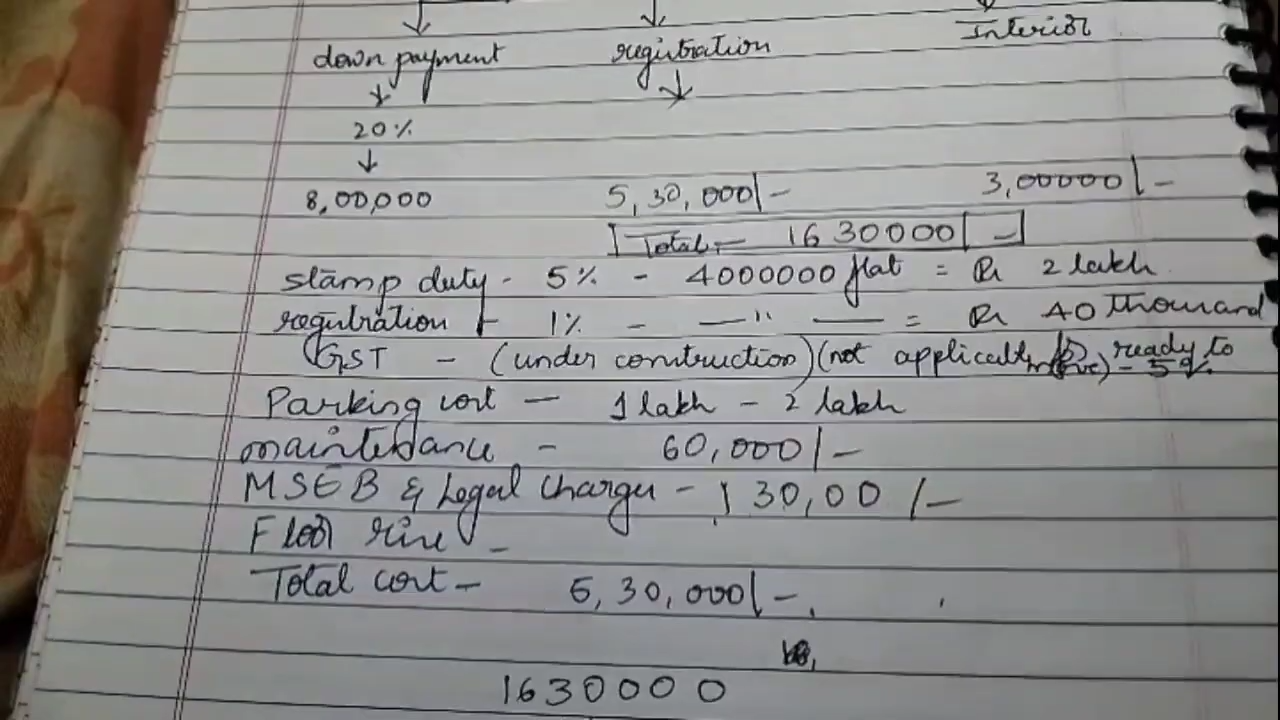 down payment registration Interior
20%
8,00,000 5,30,000/- 3,00000/-
Total:- 1630000/-
stamp duty - 5% - 4000000 flat = Rs 2 lakh
registration - 1% - —"— = Rs 40 thousand
GST - (under construction) (not applicable ready to move) - 5%
Parking cost - 1 lakh - 2 lakh
maintenance - 60,000/-
MSEB & Legal Charges - 1 30,00 /-
Floor rise -
Total cost - 5,30,000/-
1630000